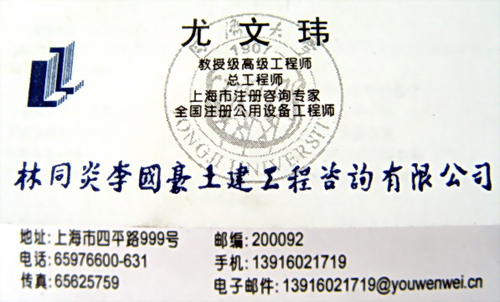 尤文玮
教授级高级工程师
总工程师
上海市注册咨询专家
全国注册公用设备工程师
1907
TONGJI UNIVERSITY
林同炎李國豪土建工程咨詢有限公司
地址:上海市四平路999号
邮编:200092
电话:65976600-631
手机:13916021719
传真:65625759
电子邮件:13916021719@youwenwei.cn